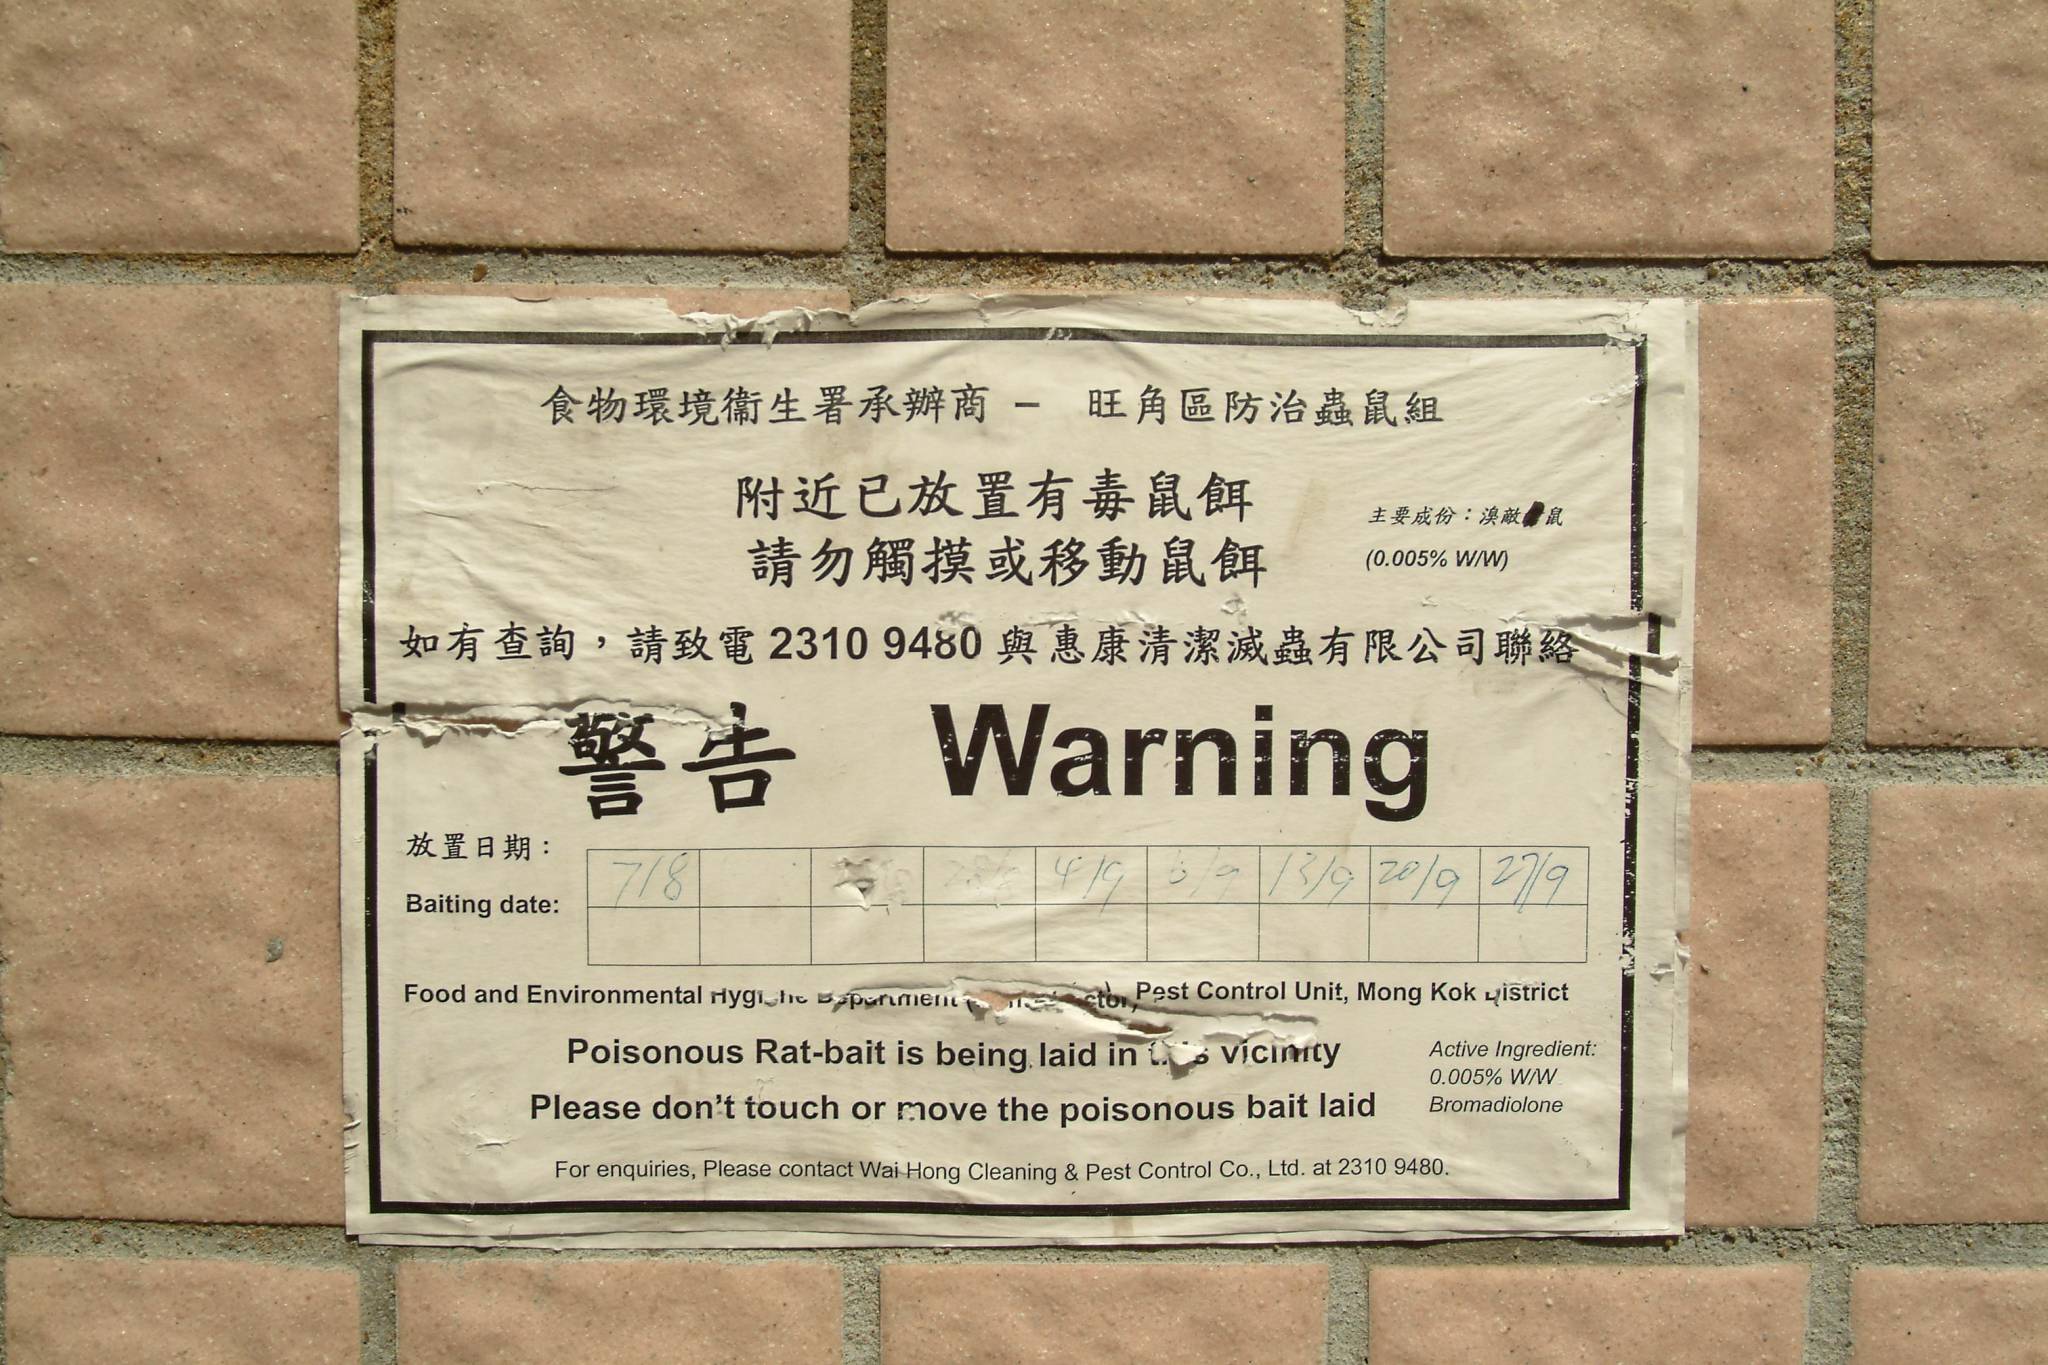 食物環境衞生署承辦商 － 旺角區防治蟲鼠組
附近已放置有毒鼠餌
請勿觸摸或移動鼠餌
主要成份：溴敵鼠
(0.005% W/W)
如有查詢，請致電 2310 9480 與惠康清潔滅蟲有限公司聯絡
警告 Warning
放置日期：
Baiting date:
7/8 4/9 6/9 13/9 20/9 27/9
Food and Environmental Hygiene Department Pest Control Unit, Mong Kok District
Poisonous Rat-bait is being laid in this vicinity
Please don't touch or move the poisonous bait laid
Active Ingredient:
0.005% W/W
Bromadiolone
For enquiries, Please contact Wai Hong Cleaning & Pest Control Co., Ltd. at 2310 9480.